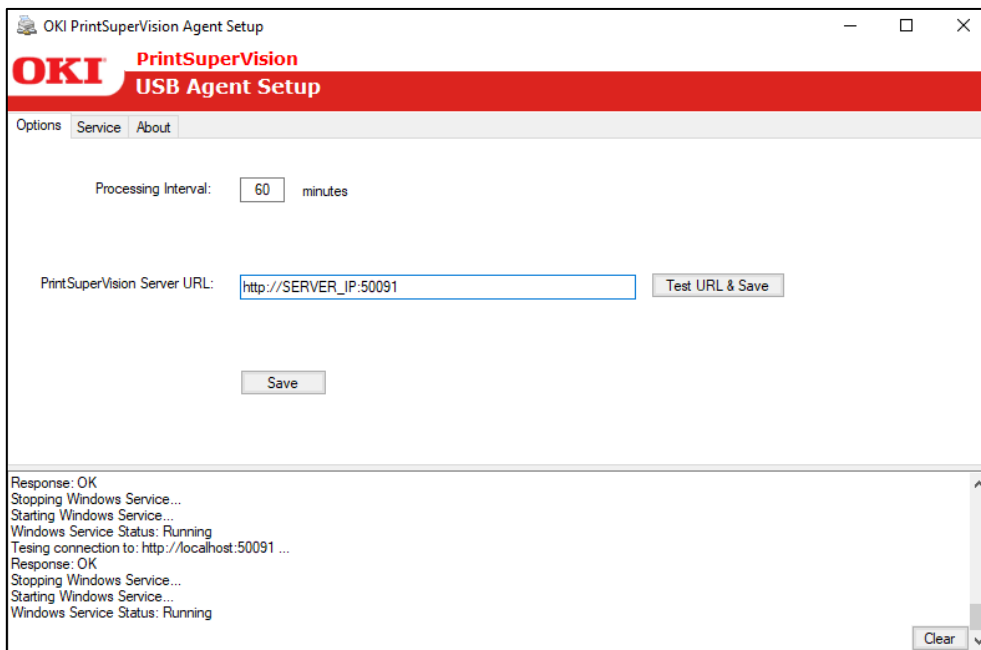 OKI PrintSuperVision Agent Setup
OKI
PrintSuperVision
USB Agent Setup
Options Service About
Processing Interval: 60 minutes
PrintSuperVision Server URL: http://SERVER_IP:50091 Test URL & Save
Save
Response: OK
Stopping Windows Service...
Starting Windows Service...
Windows Service Status: Running
Tesing connection to: http://localhost:50091 ...
Response: OK
Stopping Windows Service...
Starting Windows Service...
Windows Service Status: Running
Clear